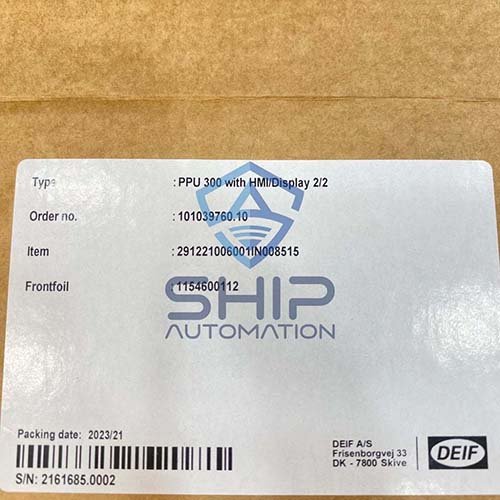 Type : PPU 300 with HMI/Display 2/2
Order no. : 101039760.10
Item : 291221006001IN008515
Frontfoil : 1154600112
SHIP
AUTOMATION
Packing date: 2023/21
S/N: 2161685.0002
DEIF A/S
Frisenborgvej 33
DK - 7800 Skive
DEIF